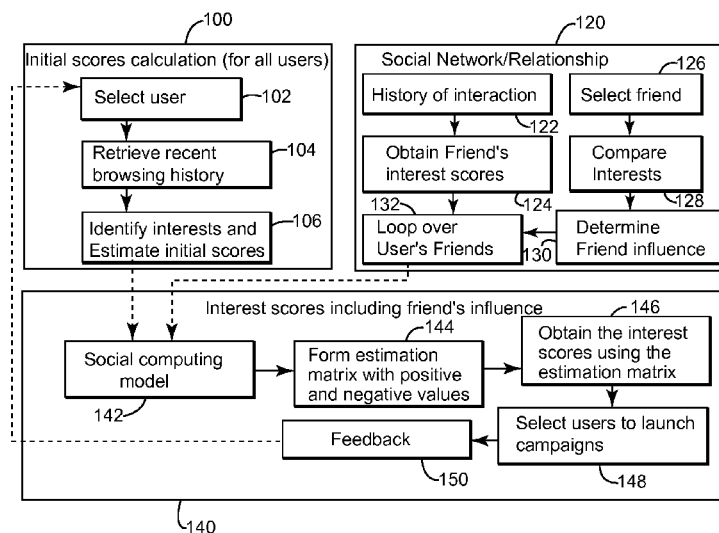 100
Initial scores calculation (for all users)
Select user
102
Retrieve recent
browsing history
104
Identify interests and
Estimate initial scores
106
120
Social Network/Relationship
126
History of interaction
122
Select friend
Obtain Friend's
interest scores
124
Compare
Interests
128
132
Loop over
User's Friends
130
Determine
Friend influence
Interest scores including friend's influence
Social computing
model
142
144
Form estimation
matrix with positive
and negative values
146
Obtain the interest
scores using the
estimation matrix
Select users to launch
campaigns
148
Feedback
150
140